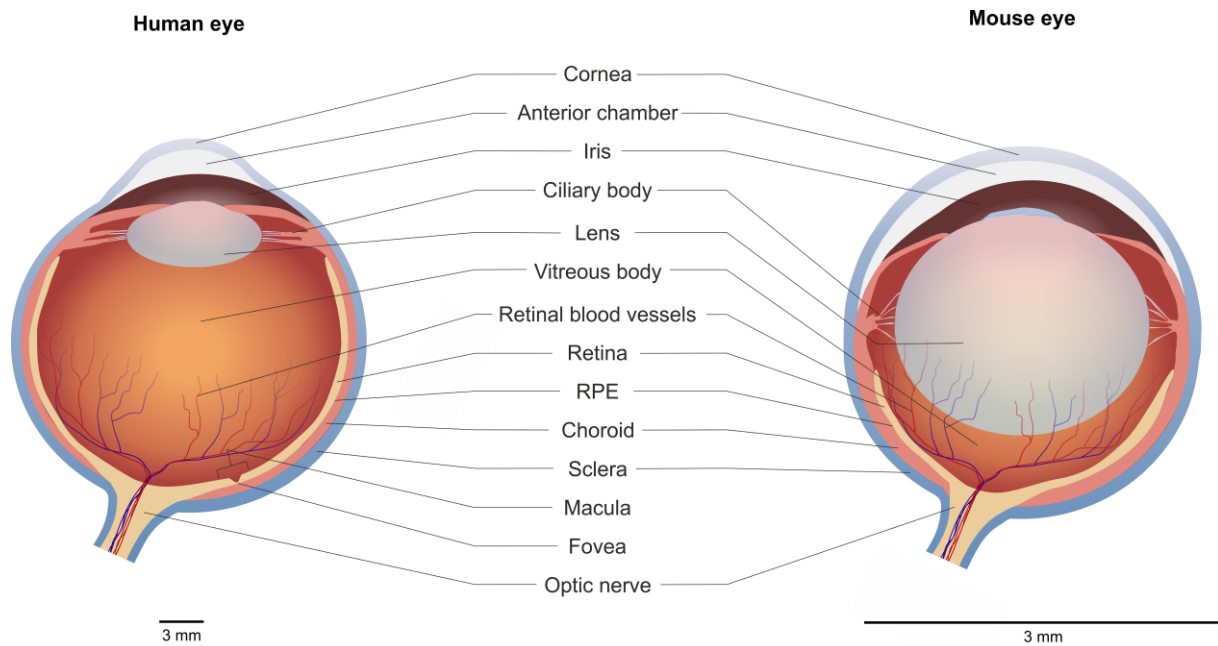 Human eye
Mouse eye
Cornea
Anterior chamber
Iris
Ciliary body
Lens
Vitreous body
Retinal blood vessels
Retina
RPE
Choroid
Sclera
Macula
Fovea
Optic nerve
3 mm
3 mm